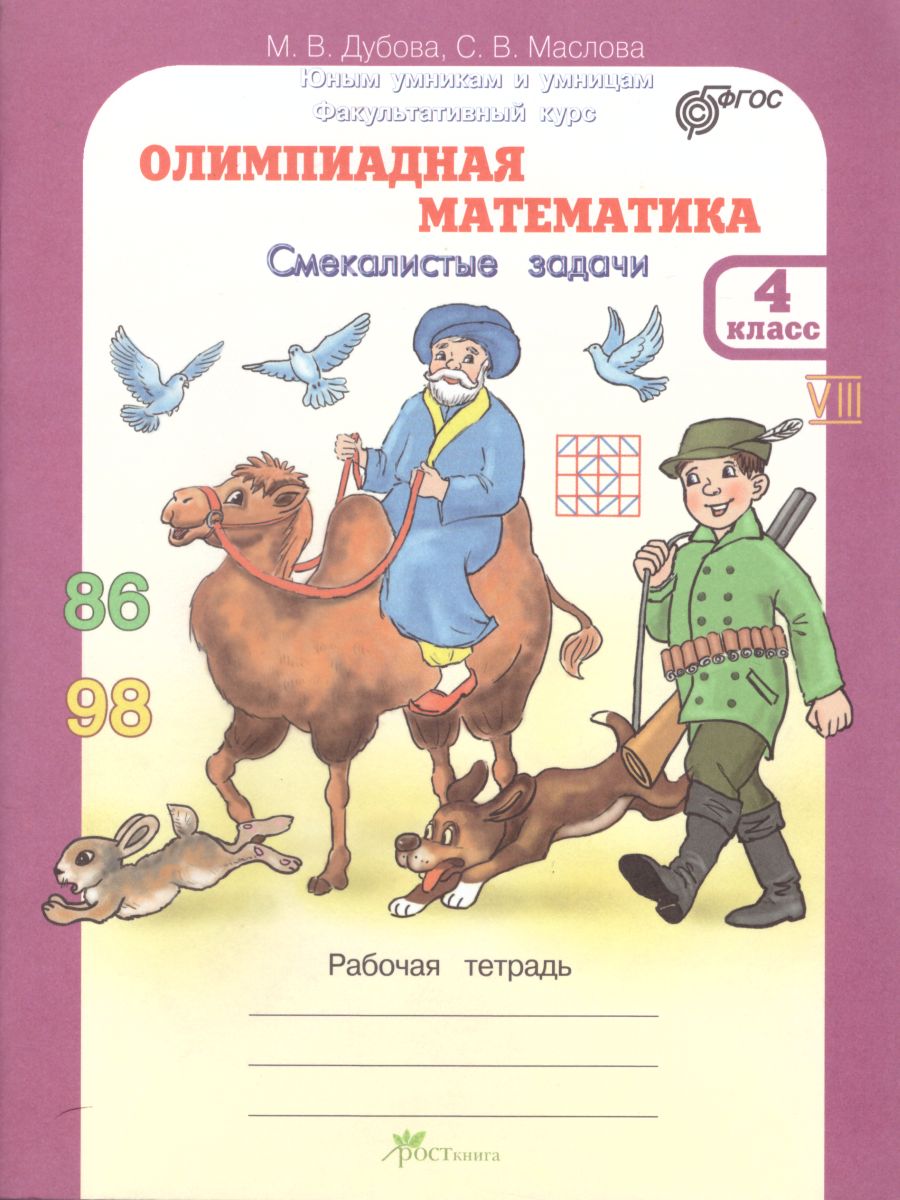 М. В. Дубова, С. В. Маслова
Юным умникам и умницам
Факультативный курс
ФГОС
ОЛИМПИАДНАЯ
МАТЕМАТИКА
Смекалистые задачи
4
класс
VIII
86
98
Рабочая тетрадь
РОСТкнига